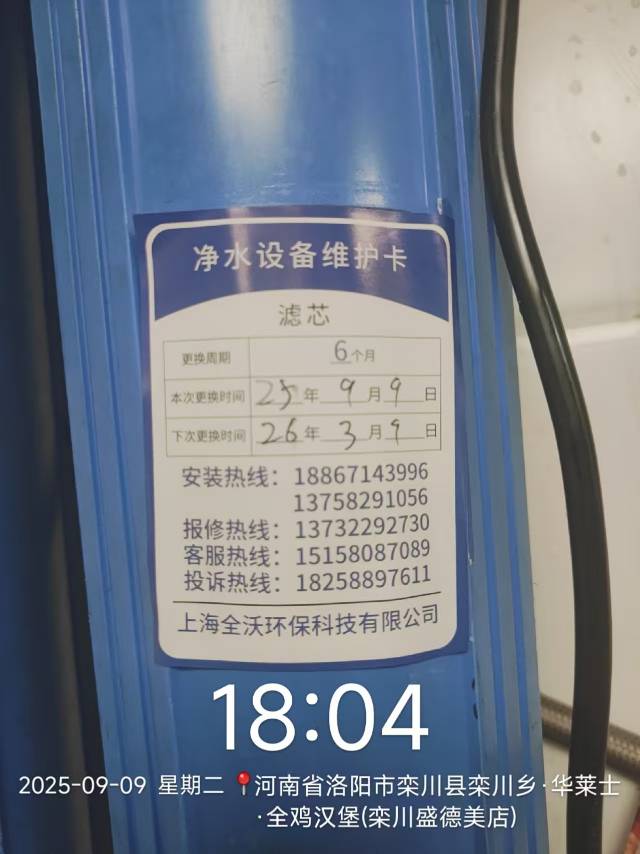 净水设备维护卡
滤芯
更换周期 6个月
本次更换时间 25年 9月9日
下次更换时间 26年 3月9日
安装热线：18867143996
13758291056
报修热线：13732292730
客服热线：15158087089
投诉热线：18258897611
上海全沃环保科技有限公司
18:04
2025-09-09 星期二 📍河南省洛阳市栾川县栾川乡·华莱士
·全鸡汉堡(栾川盛德美店)